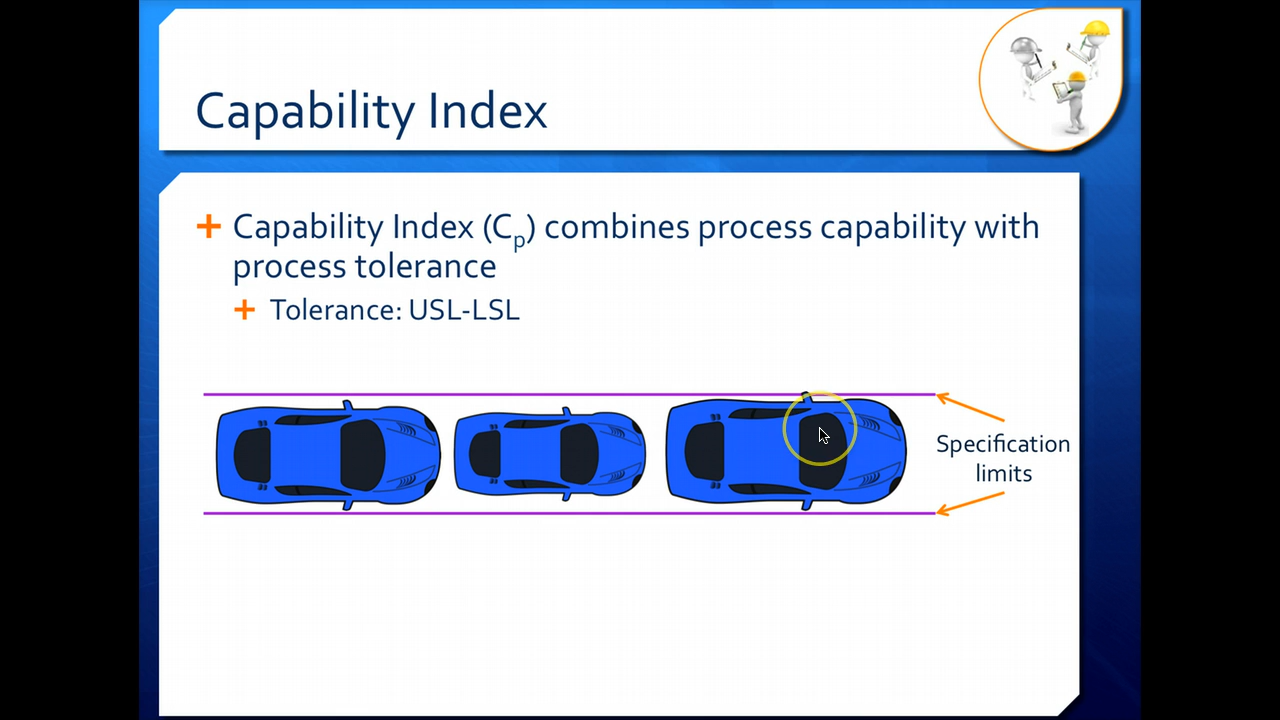 Capability Index
Capability Index (Cp) combines process capability with
process tolerance
Tolerance: USL-LSL
Specification
limits